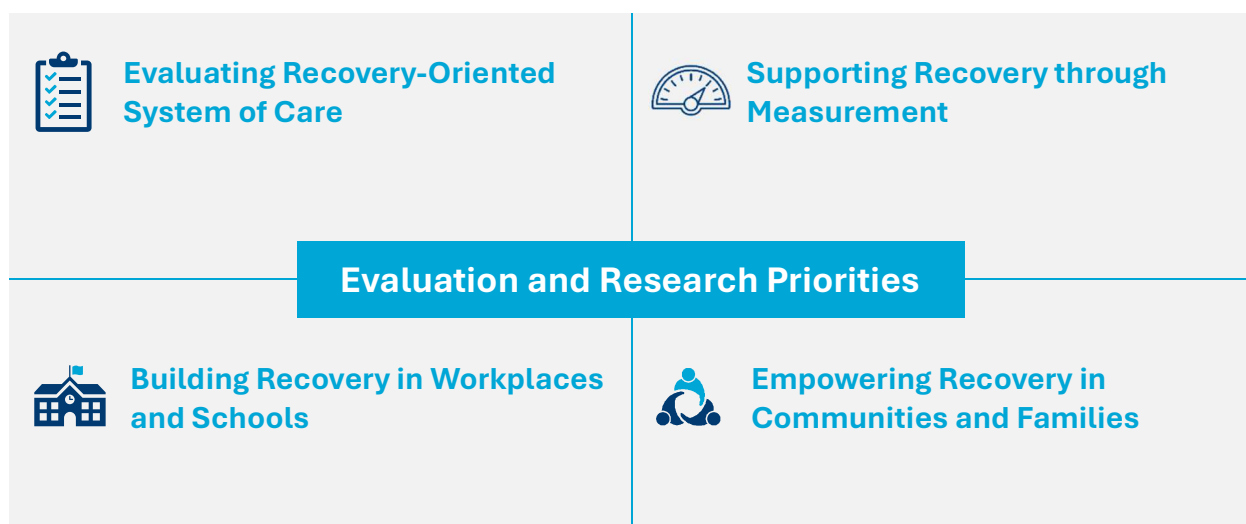 Evaluating Recovery-Oriented
System of Care
Supporting Recovery through
Measurement
Evaluation and Research Priorities
Building Recovery in Workplaces
and Schools
Empowering Recovery in
Communities and Families